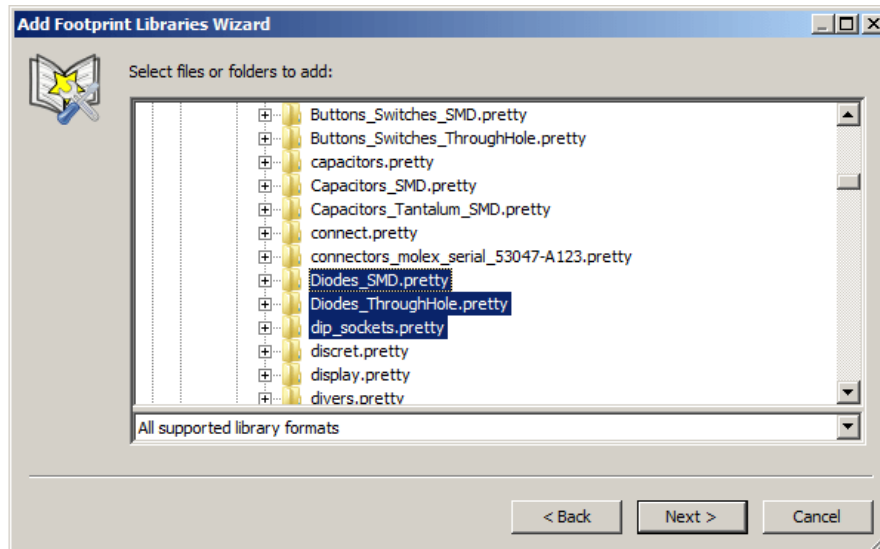 Add Footprint Libraries Wizard
Select files or folders to add:
Buttons_Switches_SMD.pretty
Buttons_Switches_ThroughHole.pretty
capacitors.pretty
Capacitors_SMD.pretty
Capacitors_Tantalum_SMD.pretty
connect.pretty
connectors_molex_serial_53047-A123.pretty
Diodes_SMD.pretty
Diodes_ThroughHole.pretty
dip_sockets.pretty
discret.pretty
display.pretty
divers.pretty
All supported library formats
< Back Next > Cancel